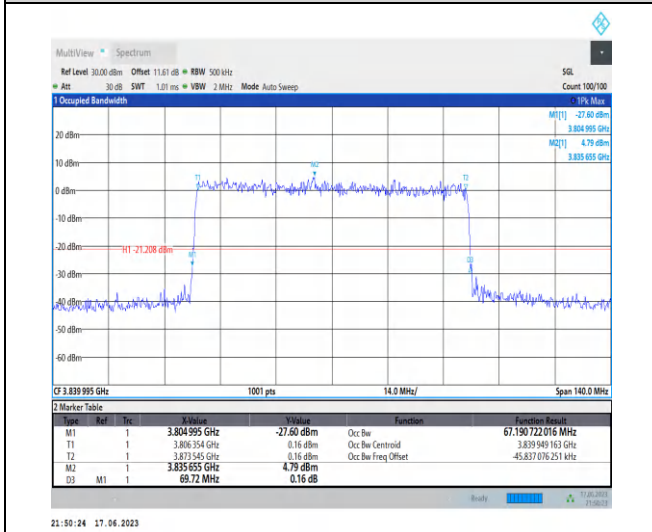 MultiView Spectrum
Ref Level 30.00 dBm Offset 11.61 dB RBW 500 kHz SGL
Att 30 dB SWT 1.01 ms VBW 2 MHz Mode Auto Sweep Count 100/100
1 Occupied Bandwidth 1Pk Max
M1[1] -27.60 dBm
3.804 995 GHz
M2[1] 4.79 dBm
3.835 655 GHz
20 dBm
10 dBm
M2
T1 T2
0 dBm
-10 dBm
-20 dBm
H1 -21.208 dBm
M1 D3
-30 dBm
-40 dBm
-50 dBm
-60 dBm
CF 3.839 995 GHz 1001 pts 14.0 MHz/ Span 140.0 MHz
2 Marker Table
Type Ref Trc X-Value Y-Value Function Function Result
M1 1 3.804 995 GHz -27.60 dBm Occ Bw 67.190 722 016 MHz
T1 1 3.806 354 GHz 0.16 dBm Occ Bw Centroid 3.839 949 163 GHz
T2 1 3.873 545 GHz 0.16 dBm Occ Bw Freq Offset -45.837 076 251 kHz
M2 1 3.835 655 GHz 4.79 dBm
D3 M1 1 69.72 MHz 0.16 dB
Ready 17.06.2023
21:50:23
21:50:24 17.06.2023